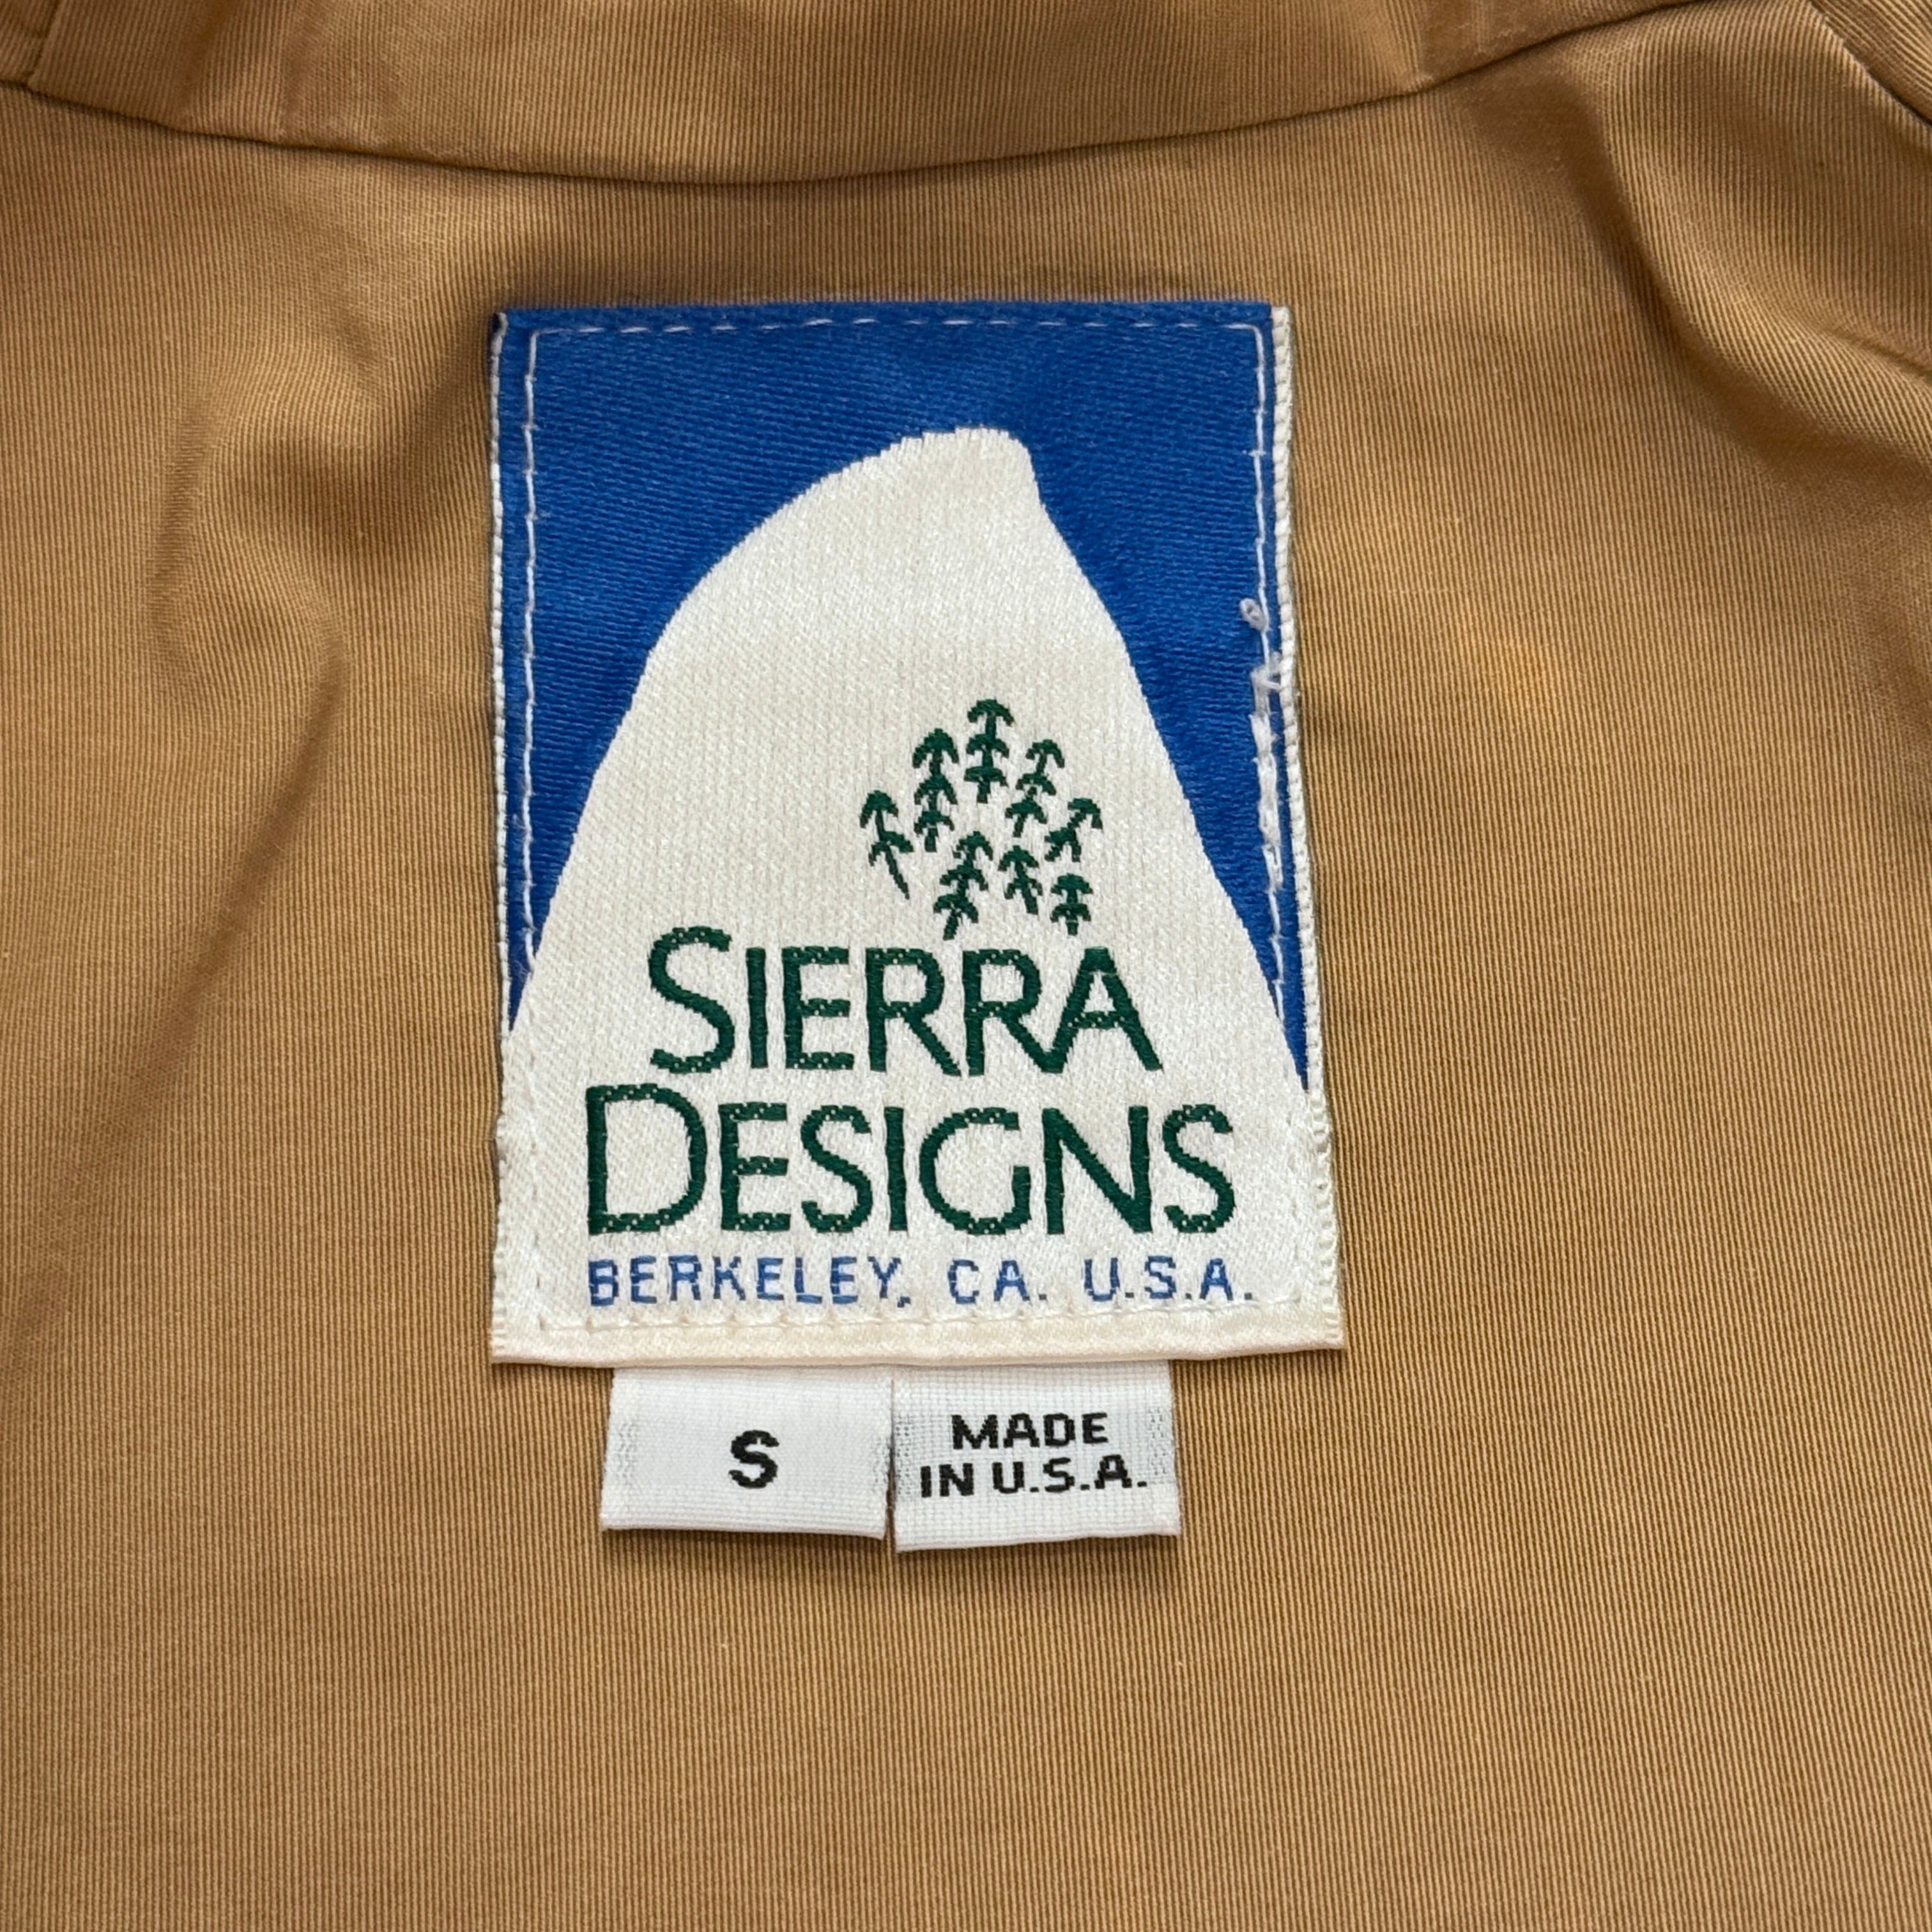 SIERRA
DESIGNS
BERKELEY, CA. U.S.A.
S
MADE
IN U.S.A.